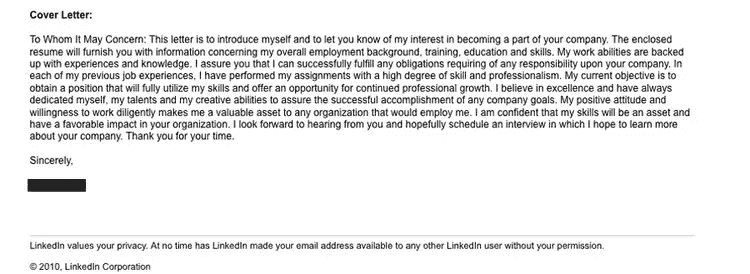 Cover Letter:
To Whom It May Concern: This letter is to introduce myself and to let you know of my interest in becoming a part of your company. The enclosed
resume will furnish you with information concerning my overall employment background, training, education and skills. My work abilities are backed
up with experiences and knowledge. I assure you that I can successfully fulfill any obligations requiring of any responsibility upon your company. In
each of my previous job experiences, I have performed my assignments with a high degree of skill and professionalism. My current objective is to
obtain a position that will fully utilize my skills and offer an opportunity for continued professional growth. I believe in excellence and have always
dedicated myself, my talents and my creative abilities to assure the successful accomplishment of any company goals. My positive attitude and
willingness to work diligently makes me a valuable asset to any organization that would employ me. I am confident that my skills will be an asset and
have a favorable impact in your organization. I look forward to hearing from you and hopefully schedule an interview in which I hope to learn more
about your company. Thank you for your time.
Sincerely,
LinkedIn values your privacy. At no time has LinkedIn made your email address available to any other LinkedIn user without your permission.
© 2010, LinkedIn Corporation